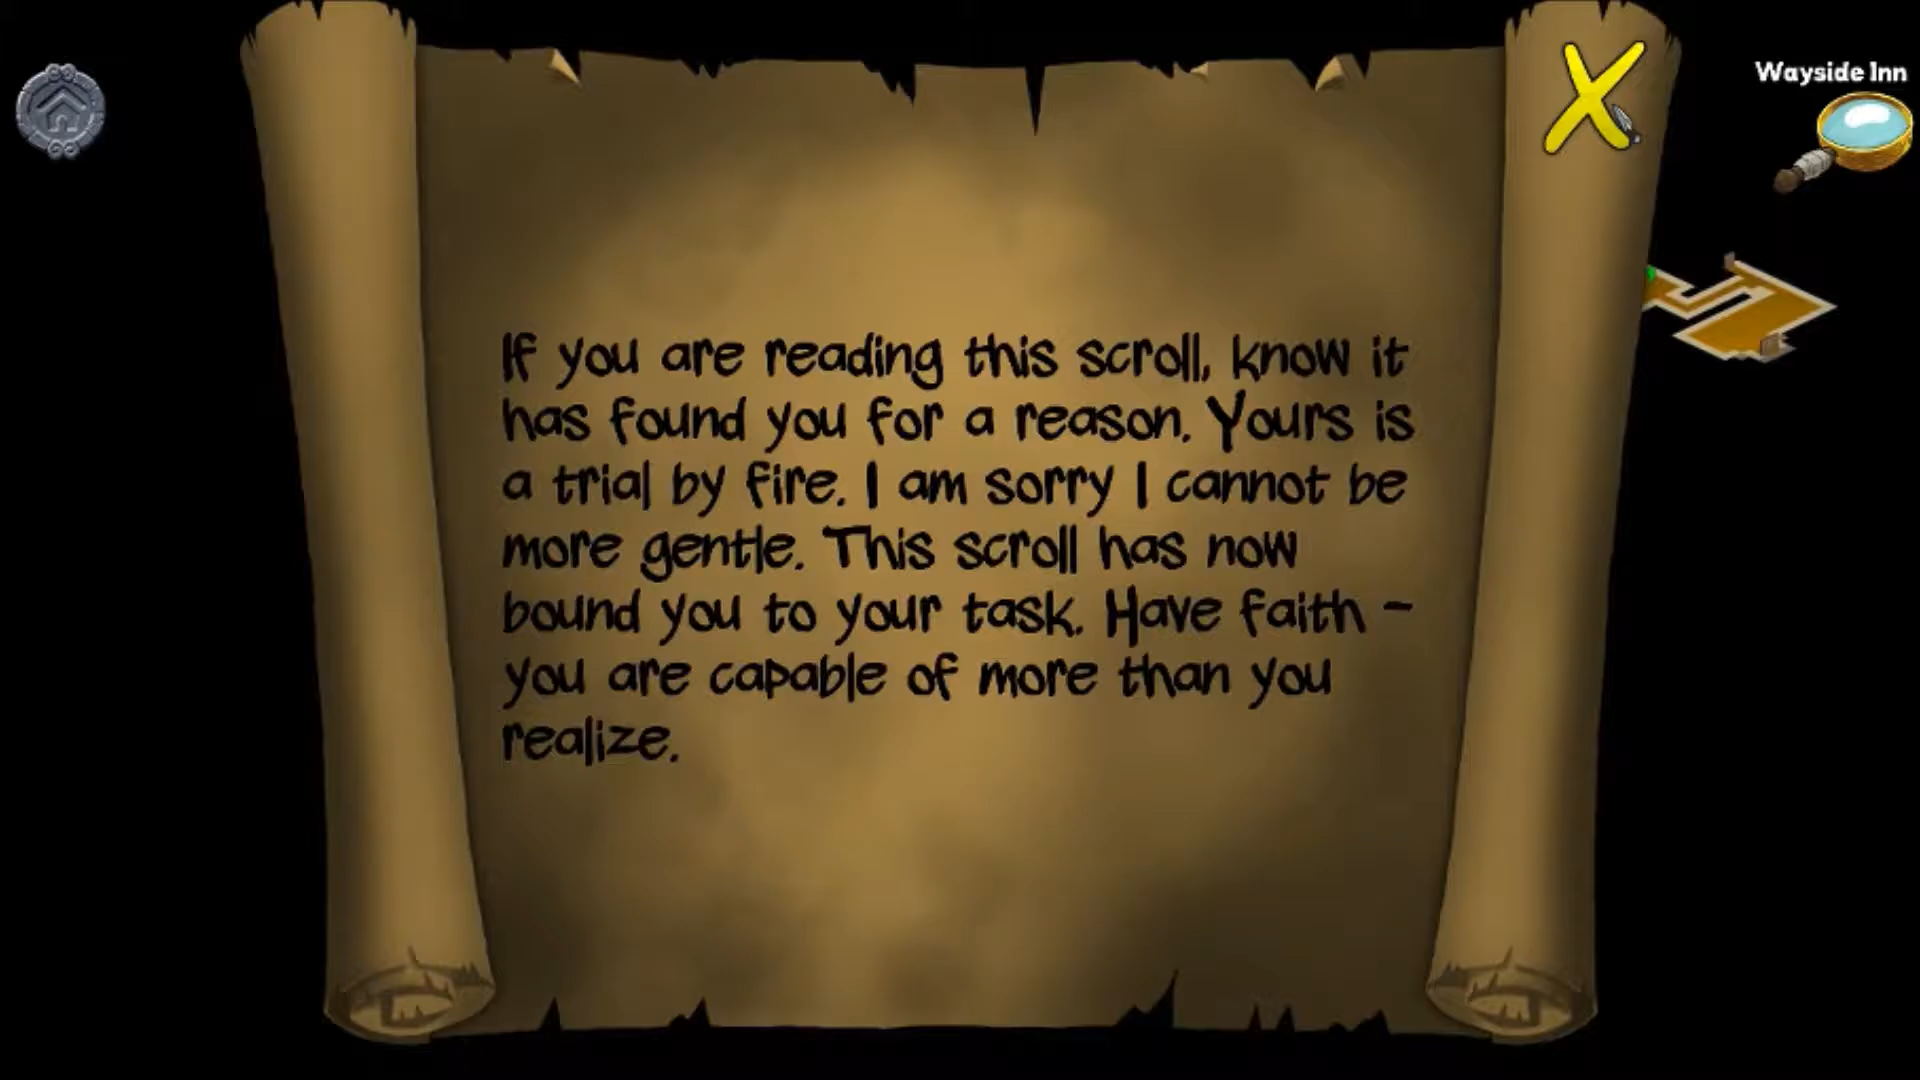 Wayside Inn
If you are reading this scroll, know it
has found you for a reason. Yours is
a trial by fire. I am sorry I cannot be
more gentle. This scroll has now
bound you to your task. Have faith -
you are capable of more than you
realize.